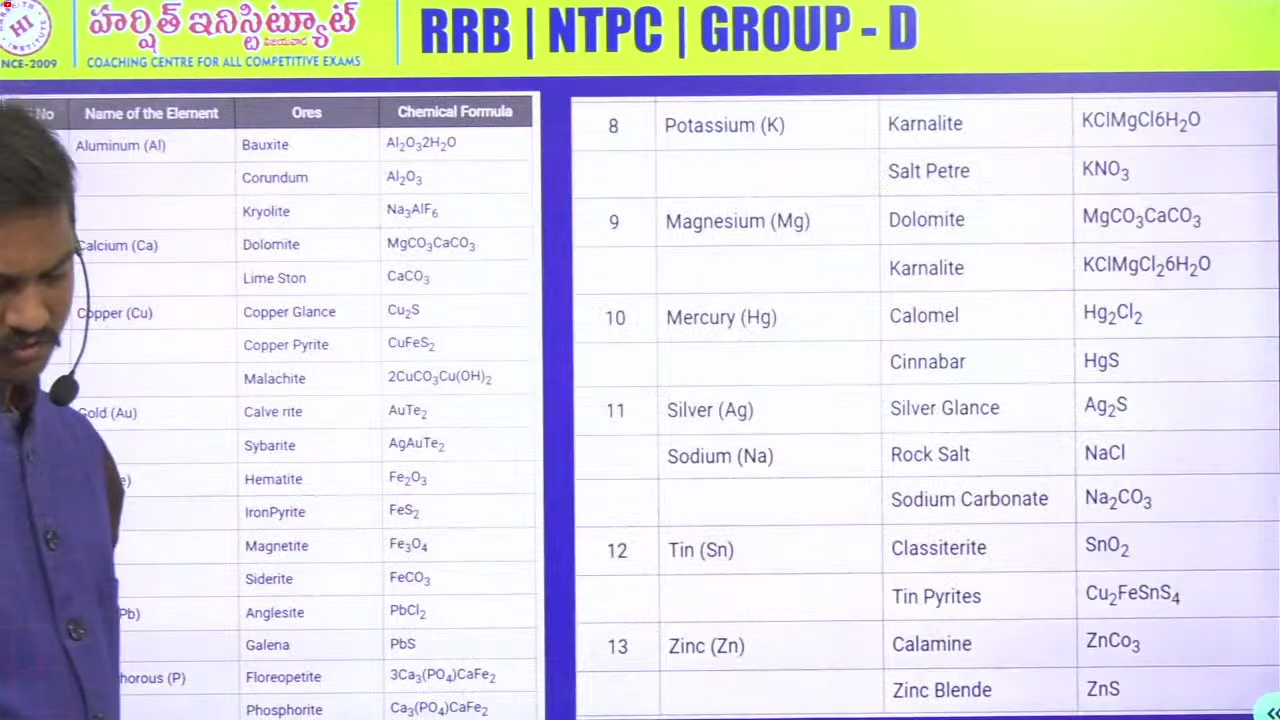 HI
NCE-2009
హర్షిత్ ఇనిస్టిట్యూట్
విజయవాడ
COACHING CENTRE FOR ALL COMPETITIVE EXAMS
RRB | NTPC | GROUP - D
No Name of the Element Ores Chemical Formula
Aluminum (Al) Bauxite Al₂O₃2H₂O
Corundum Al₂O₃
Kryolite Na₃AlF₆
Calcium (Ca) Dolomite MgCO₃CaCO₃
Lime Ston CaCO₃
Copper (Cu) Copper Glance Cu₂S
Copper Pyrite CuFeS₂
Malachite 2CuCO₃Cu(OH)₂
Gold (Au) Calve rite AuTe₂
Sybarite AgAuTe₂
e) Hematite Fe₂O₃
IronPyrite FeS₂
Magnetite Fe₃O₄
Siderite FeCO₃
Pb) Anglesite PbCl₂
Galena PbS
horous (P) Floreopetite 3Ca₃(PO₄)CaFe₂
Phosphorite Ca₃(PO₄)CaFe₂
8 Potassium (K) Karnalite KClMgCl6H₂O
Salt Petre KNO₃
9 Magnesium (Mg) Dolomite MgCO₃CaCO₃
Karnalite KClMgCl₂6H₂O
10 Mercury (Hg) Calomel Hg₂Cl₂
Cinnabar HgS
11 Silver (Ag) Silver Glance Ag₂S
Sodium (Na) Rock Salt NaCl
Sodium Carbonate Na₂CO₃
12 Tin (Sn) Classiterite SnO₂
Tin Pyrites Cu₂FeSnS₄
13 Zinc (Zn) Calamine ZnCo₃
Zinc Blende ZnS